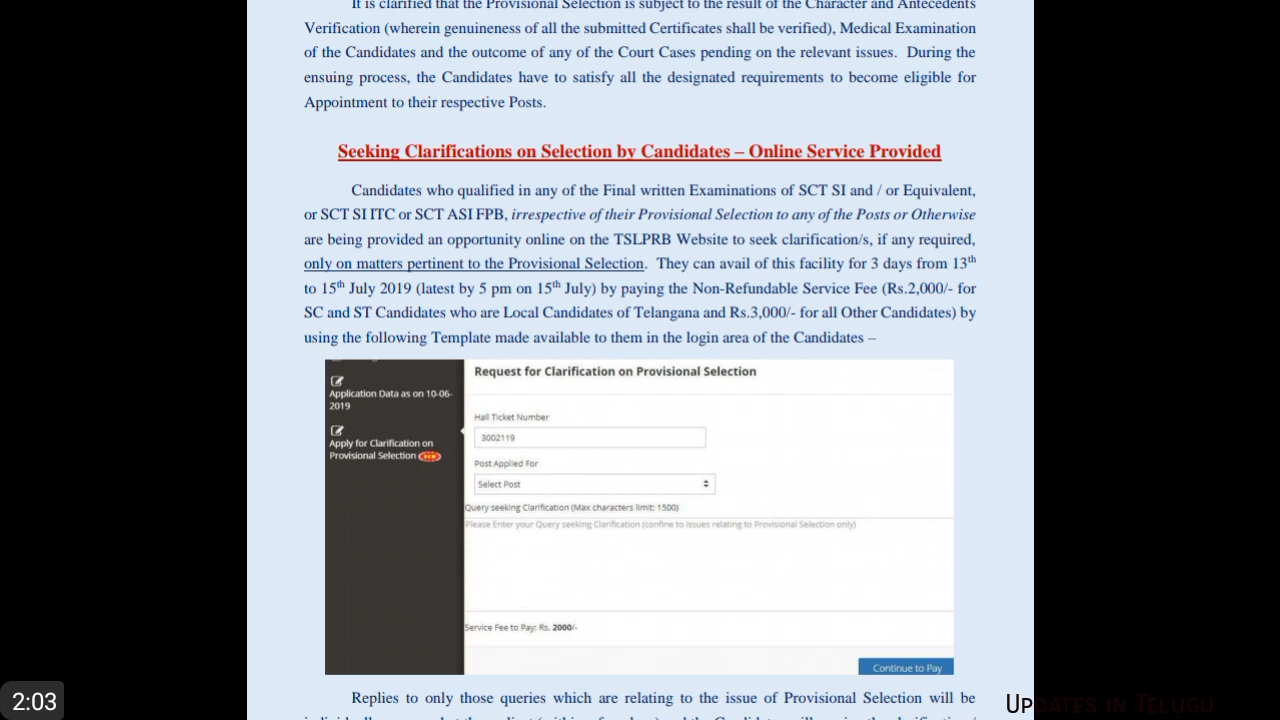 It is clarified that the Provisional Selection is subject to the result of the Character and Antecedents
Verification (wherein genuineness of all the submitted Certificates shall be verified), Medical Examination
of the Candidates and the outcome of any of the Court Cases pending on the relevant issues. During the
ensuing process, the Candidates have to satisfy all the designated requirements to become eligible for
Appointment to their respective Posts.
Seeking Clarifications on Selection by Candidates – Online Service Provided
Candidates who qualified in any of the Final written Examinations of SCT SI and / or Equivalent,
or SCT SI ITC or SCT ASI FPB, irrespective of their Provisional Selection to any of the Posts or Otherwise
are being provided an opportunity online on the TSLPRB Website to seek clarification/s, if any required,
only on matters pertinent to the Provisional Selection. They can avail of this facility for 3 days from 13th
to 15th July 2019 (latest by 5 pm on 15th July) by paying the Non-Refundable Service Fee (Rs.2,000/- for
SC and ST Candidates who are Local Candidates of Telangana and Rs.3,000/- for all Other Candidates) by
using the following Template made available to them in the login area of the Candidates –
Application Data as on 10-06-
2019
Apply for Clarification on
Provisional Selection NEW
Request for Clarification on Provisional Selection
Hall Ticket Number
3002119
Post Applied For
Select Post
Query seeking Clarification (Max characters limit: 1500)
Please Enter your Query seeking Clarification (confine to issues relating to Provisional Selection only)
Service Fee to Pay: Rs. 2000/-
Continue to Pay
Replies to only those queries which are relating to the issue of Provisional Selection will be
2:03
UPDATES IN TELUGU